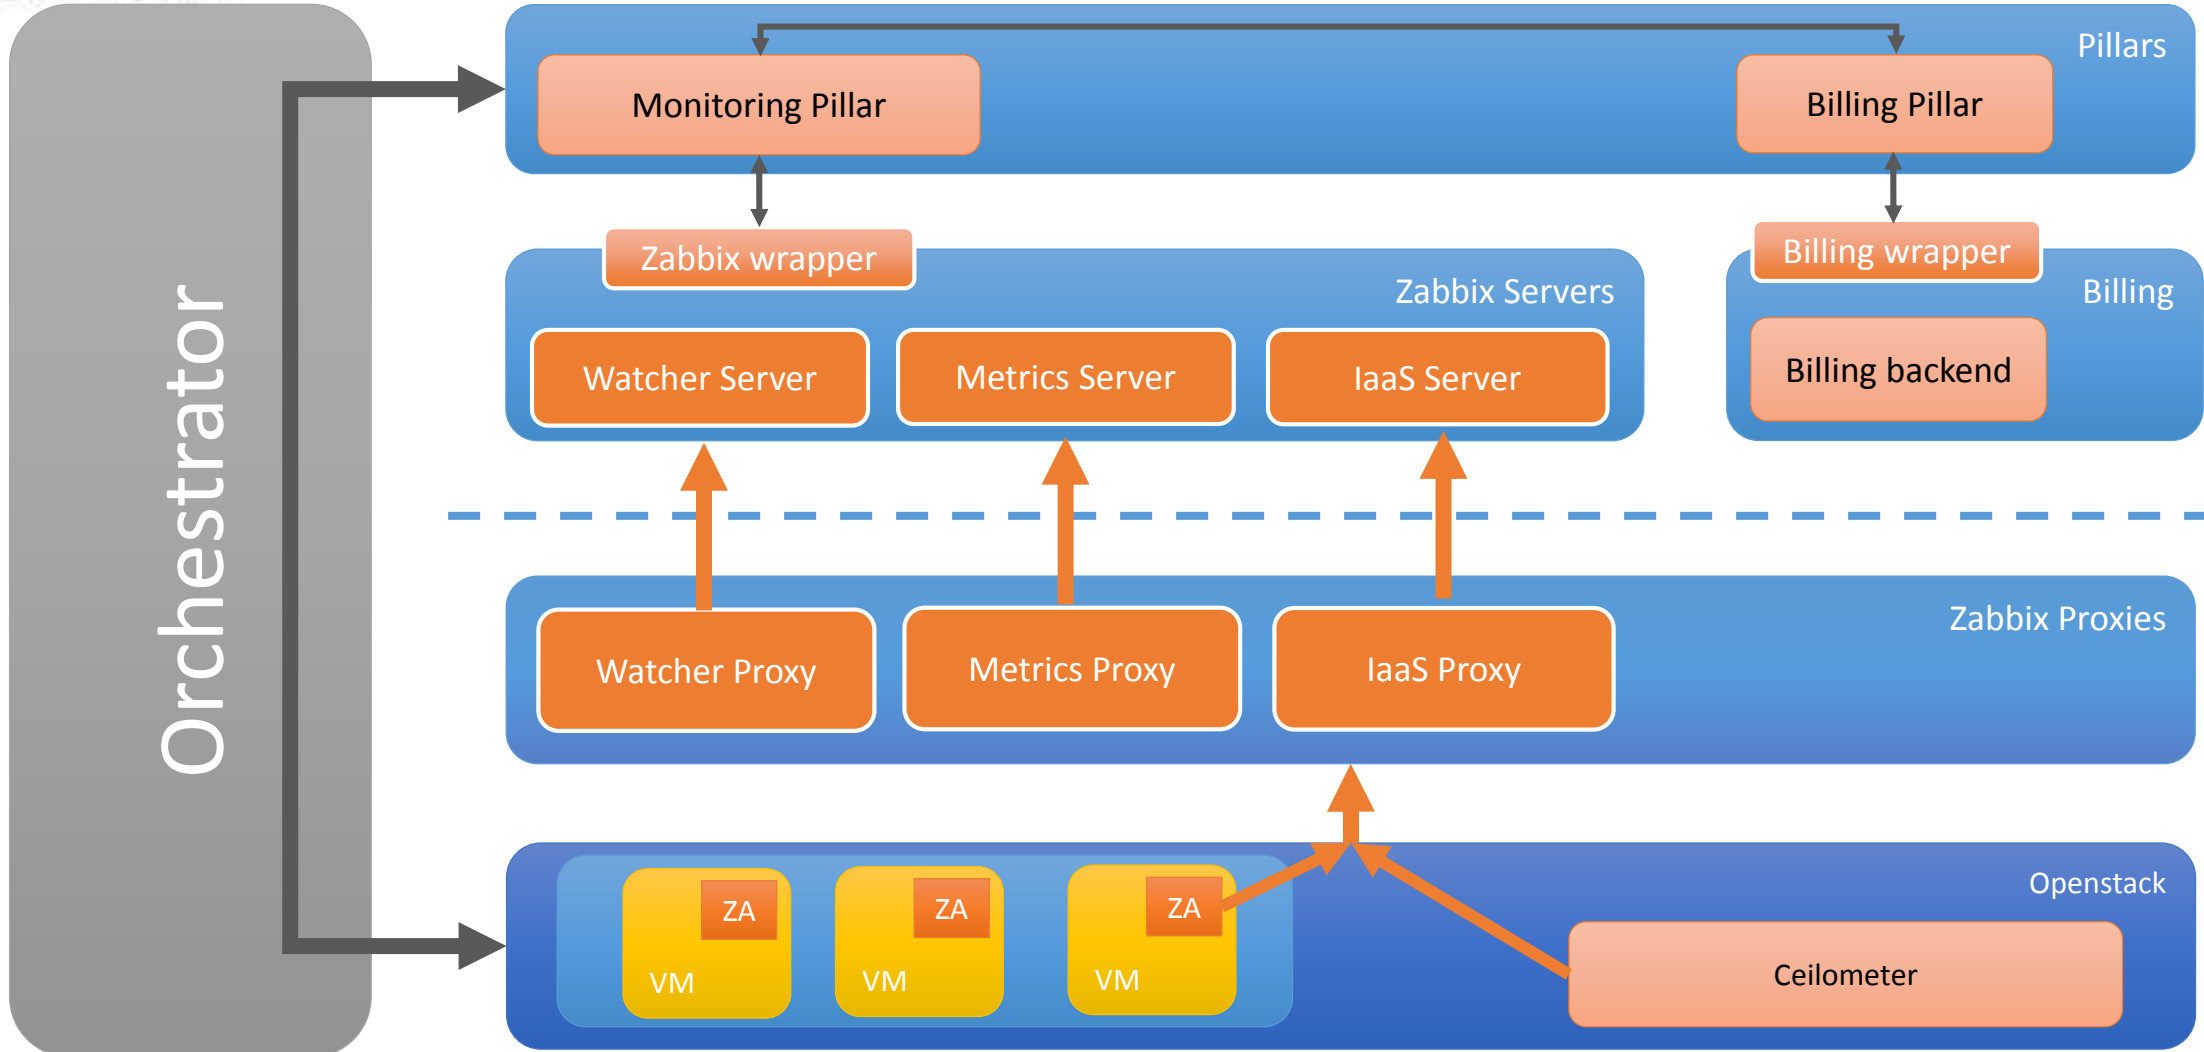 Orchestrator
Pillars
Monitoring Pillar
Billing Pillar
Zabbix wrapper
Billing wrapper
Zabbix Servers
Billing
Watcher Server
Metrics Server
IaaS Server
Billing backend
Zabbix Proxies
Watcher Proxy
Metrics Proxy
IaaS Proxy
Openstack
ZA
ZA
ZA
VM
VM
VM
Ceilometer